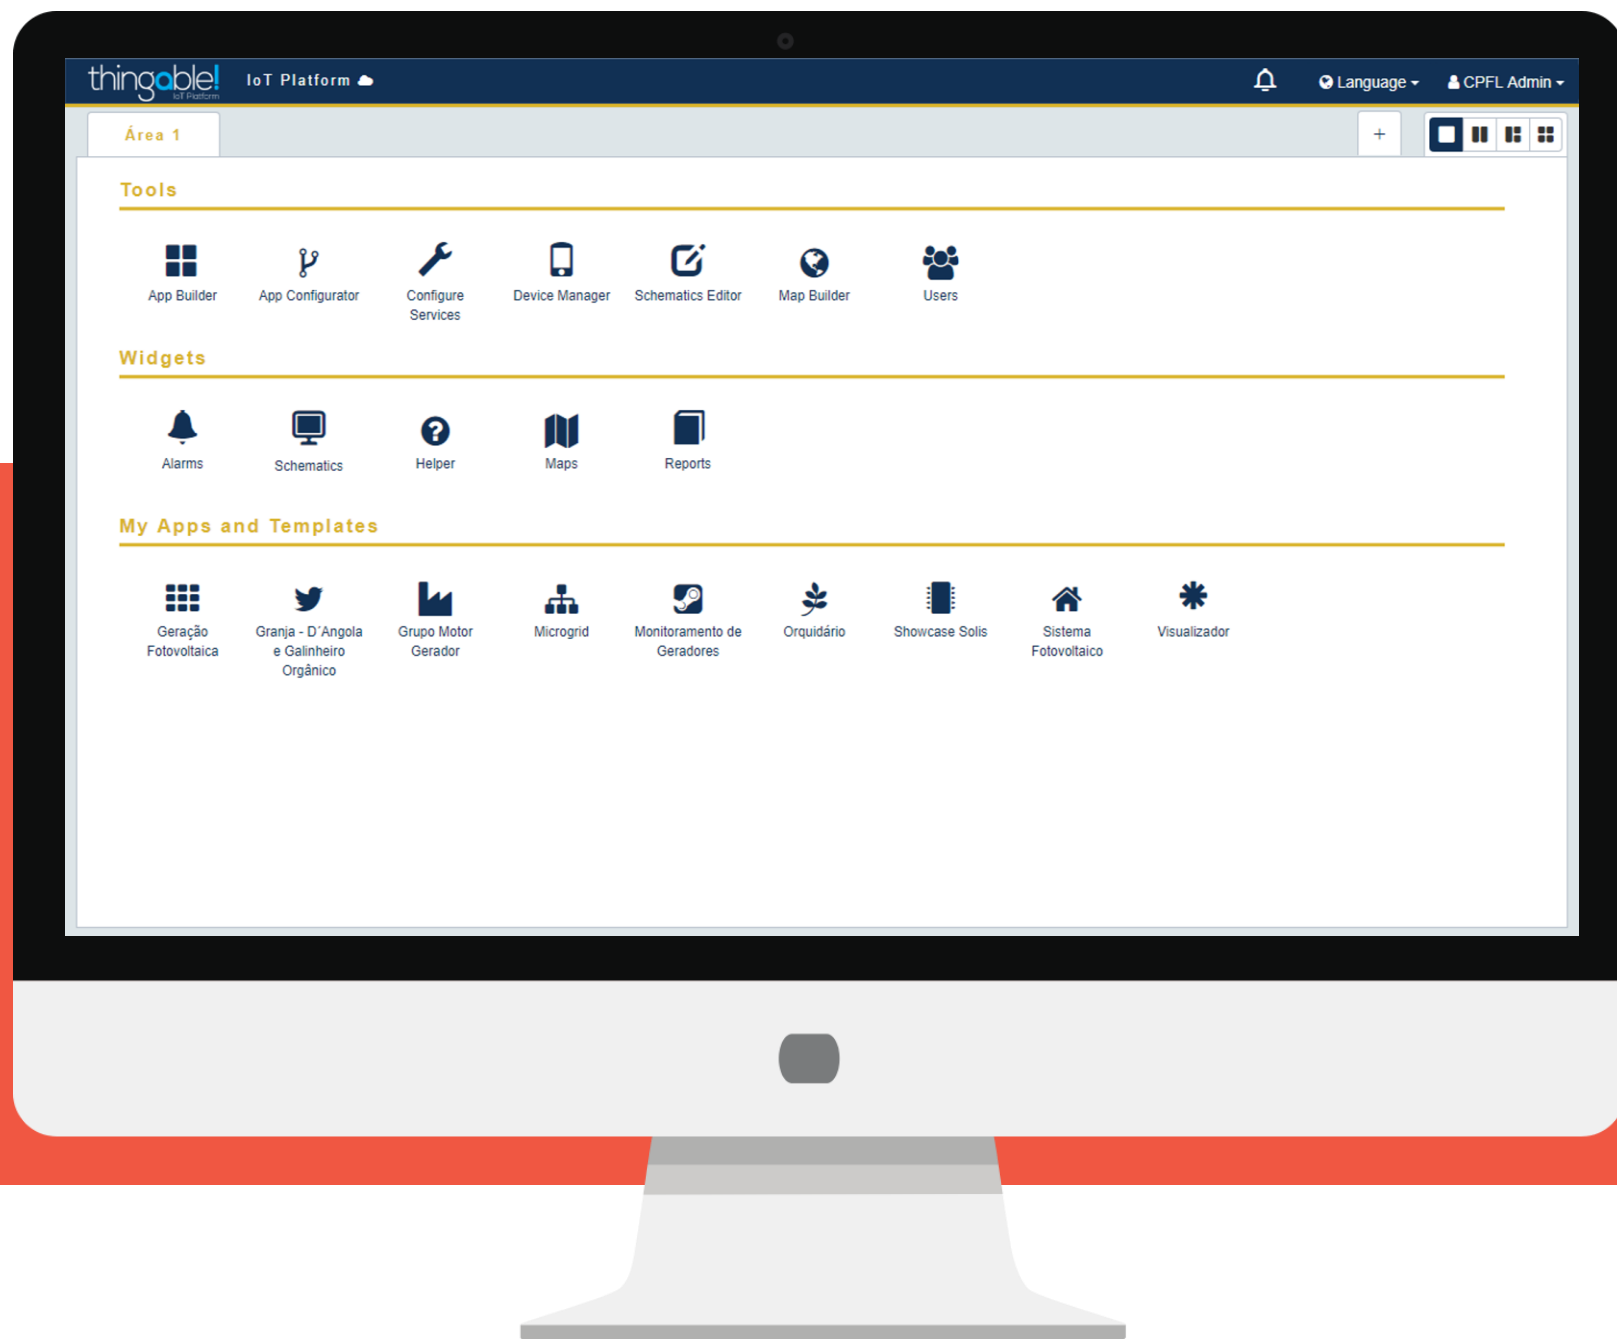 thingable!
IoT Platform
IoT Platform
Language
CPFL Admin
Área 1
+
Tools
App Builder
App Configurator
Configure
Services
Device Manager
Schematics Editor
Map Builder
Users
Widgets
Alarms
Schematics
Helper
Maps
Reports
My Apps and Templates
Geração
Fotovoltaica
Granja - D´Angola
e Galinheiro
Orgânico
Grupo Motor
Gerador
Microgrid
Monitoramento de
Geradores
Orquidário
Showcase Solis
Sistema
Fotovoltaico
Visualizador